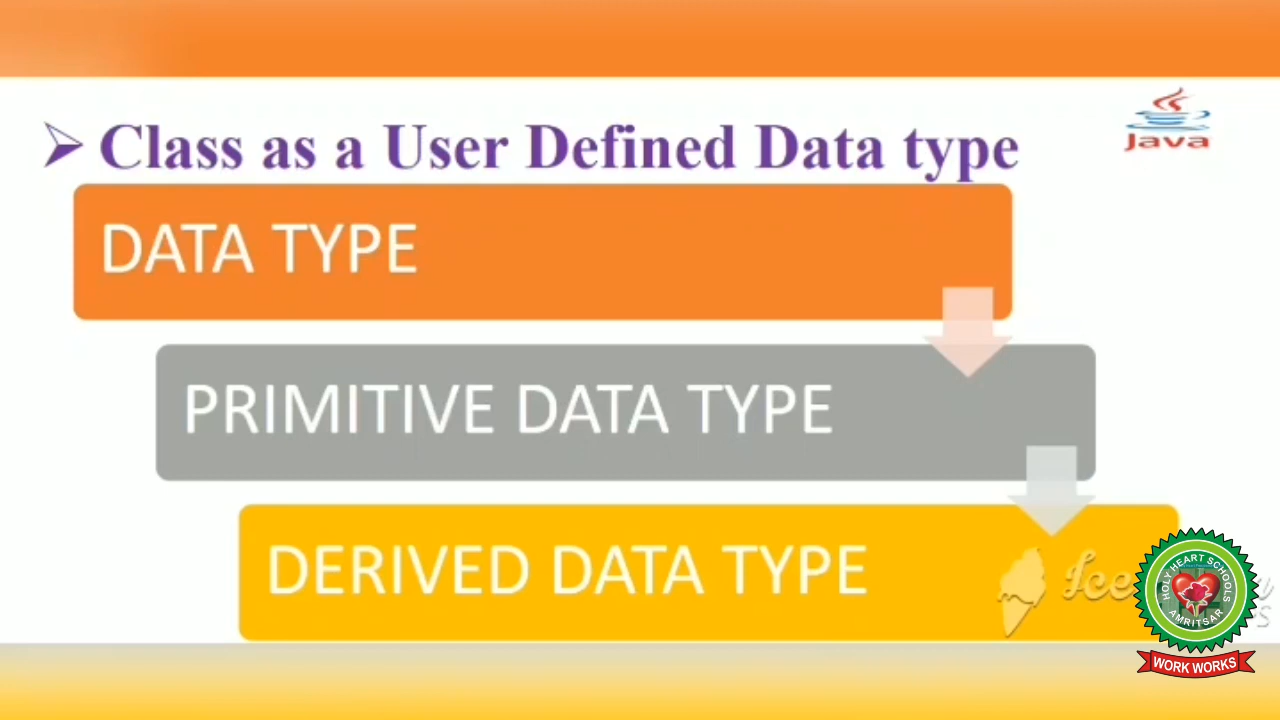 Class as a User Defined Data type
Java
DATA TYPE
PRIMITIVE DATA TYPE
DERIVED DATA TYPE
HOLY HEART SCHOOLS
AMRITSAR
WORK WORKS